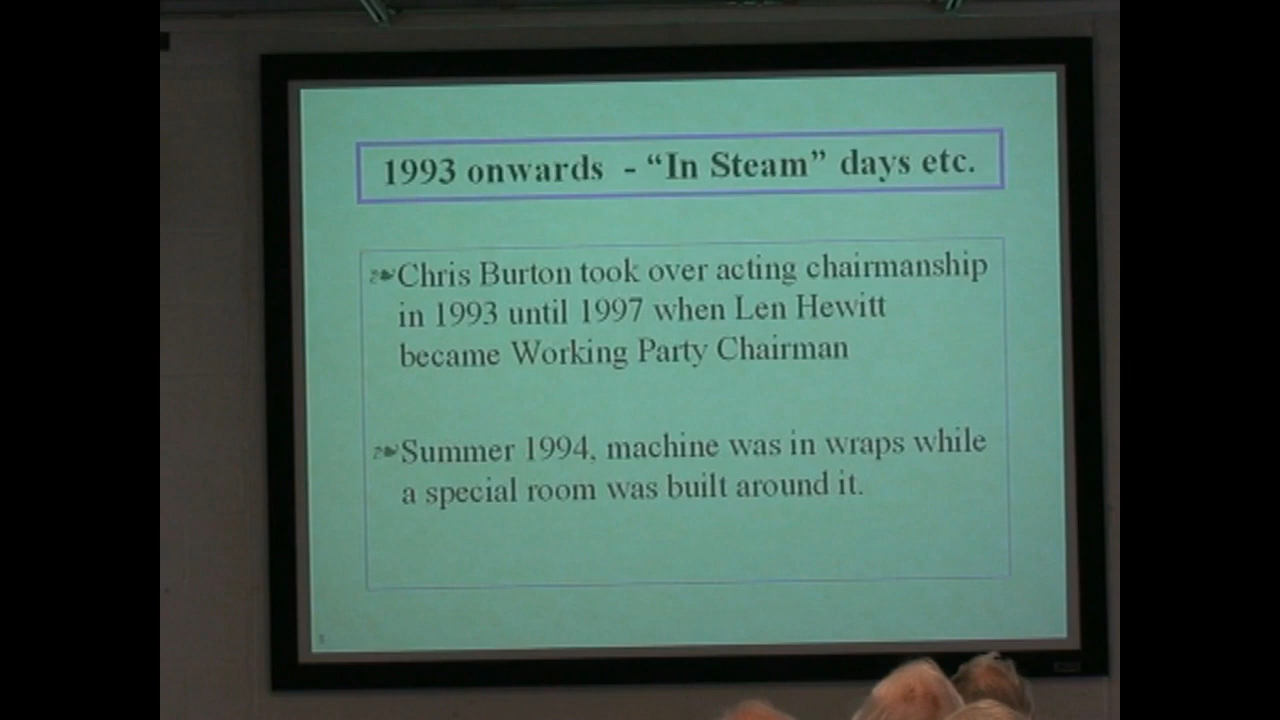 1993 onwards - “In Steam” days etc.
Chris Burton took over acting chairmanship
in 1993 until 1997 when Len Hewitt
became Working Party Chairman
Summer 1994, machine was in wraps while
a special room was built around it.